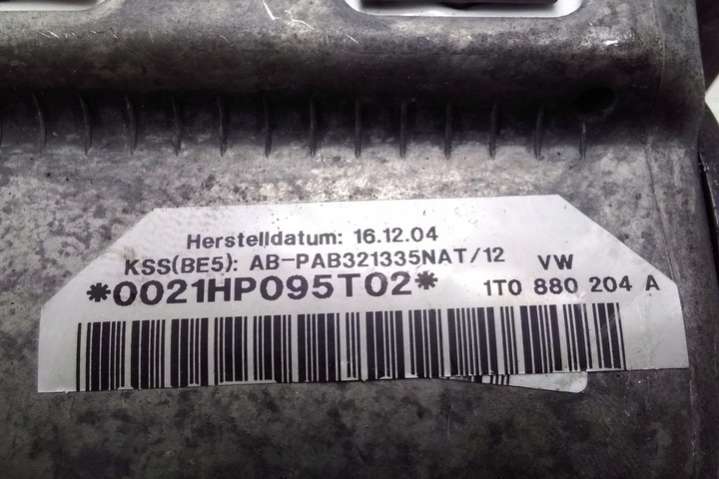 Herstelldatum: 16.12.04
KSS(BE5): AB-PAB321335NAT/12 VW
*0021HP095T02* 1T0 880 204 A